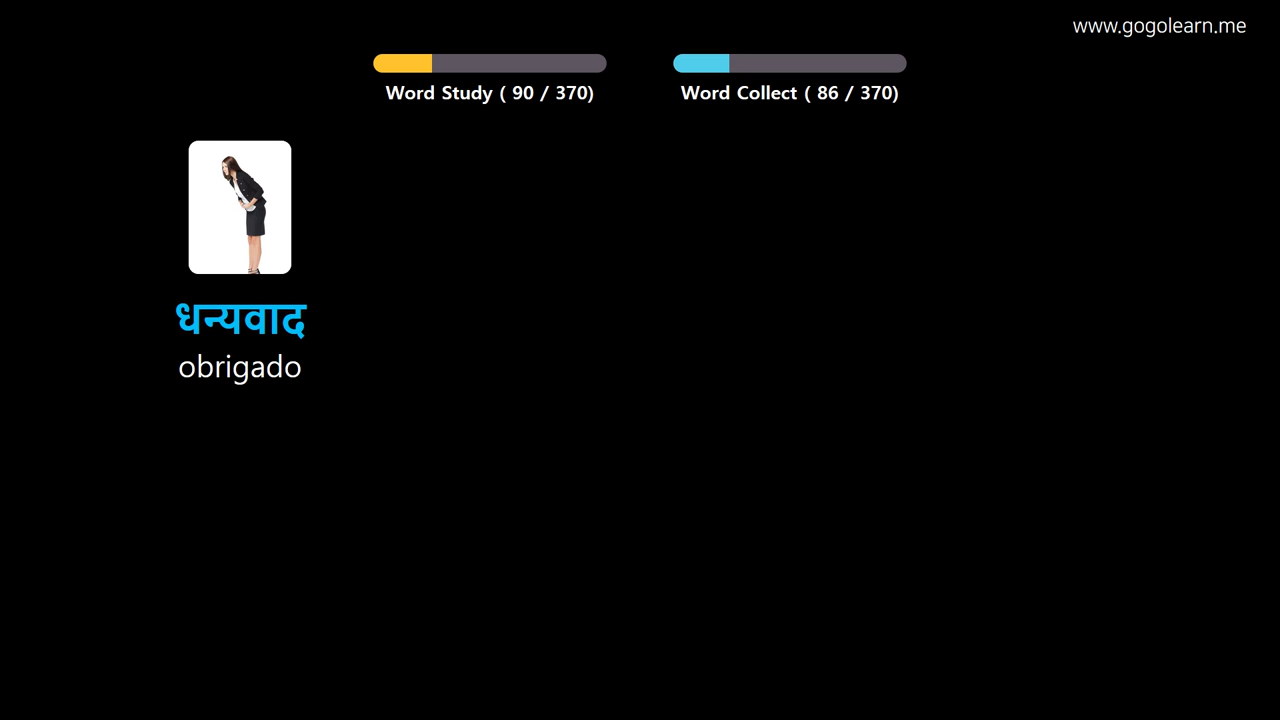 www.gogolearn.me
Word Study ( 90 / 370)
Word Collect ( 86 / 370)
धन्यवाद
obrigado